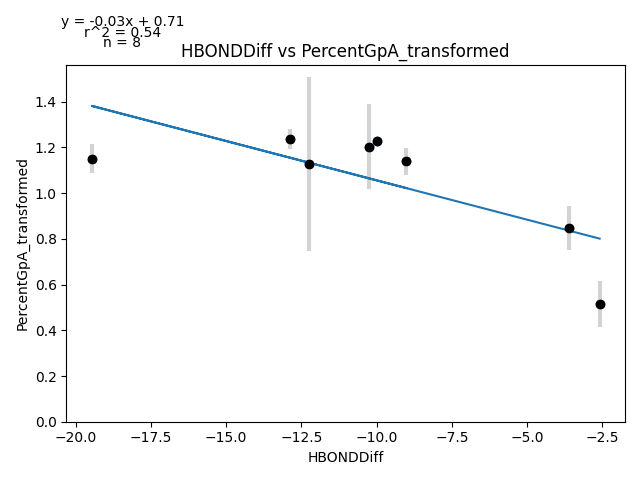 y = -0.03x + 0.71
r^2 = 0.54
n = 8
HBONDDiff vs PercentGpA_transformed
PercentGpA_transformed
1.4
1.2
1.0
0.8
0.6
0.4
0.2
0.0
−20.0 −17.5 −15.0 −12.5 −10.0 −7.5 −5.0 −2.5
HBONDDiff